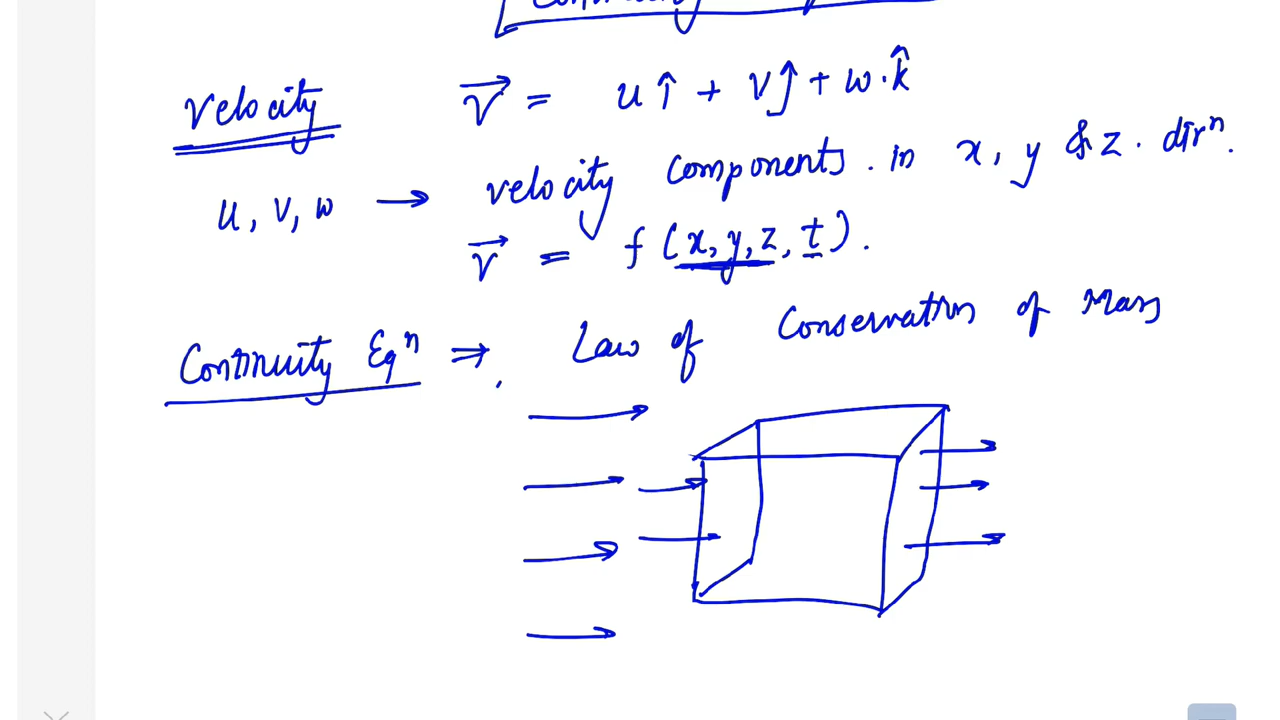 Velocity V⃗ = u î + v ĵ + w · k̂
u, v, w → velocity components · in x, y & z · dirⁿ.
V⃗ = f (x, y, z, t).
Continuity Eqⁿ ⇒ Law of Conservation of Mass